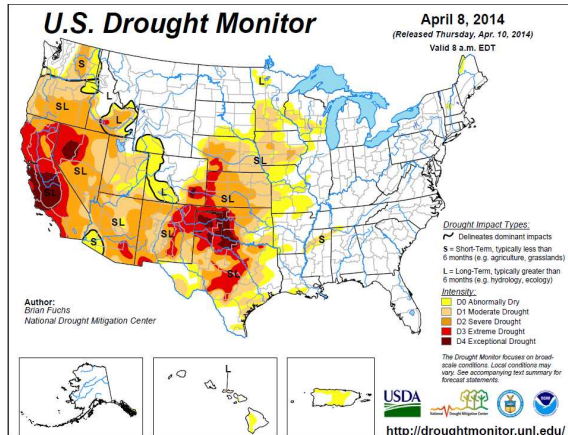 U.S. Drought Monitor
April 8, 2014
(Released Thursday, Apr. 10, 2014)
Valid 8 a.m. EDT
S
L
SL
L
L
SL
SL
SL
L
S
SL
SL
SL
S
SL
Drought Impact Types:
Delineates dominant impacts
S = Short-Term, typically less than
6 months (e.g. agriculture, grasslands)
L = Long-Term, typically greater than
6 months (e.g. hydrology, ecology)
Intensity:
D0 Abnormally Dry
D1 Moderate Drought
D2 Severe Drought
D3 Extreme Drought
D4 Exceptional Drought
Author:
Brian Fuchs
National Drought Mitigation Center
The Drought Monitor focuses on broad-
scale conditions. Local conditions may
vary. See accompanying text summary for
forecast statements.
L
USDA
National Drought Mitigation Center
http://droughtmonitor.unl.edu/